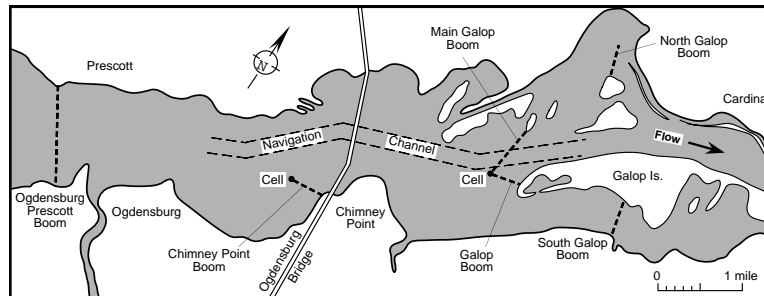 Prescott
N
Main Galop
Boom
North Galop
Boom
Cardina
Navigation
Channel
Flow
Cell
Cell
Galop Is.
Ogdensburg
Prescott
Boom
Ogdensburg
Chimney Point
Boom
Ogdensburg
Bridge
Chimney
Point
Galop
Boom
South Galop
Boom
0 1 mile